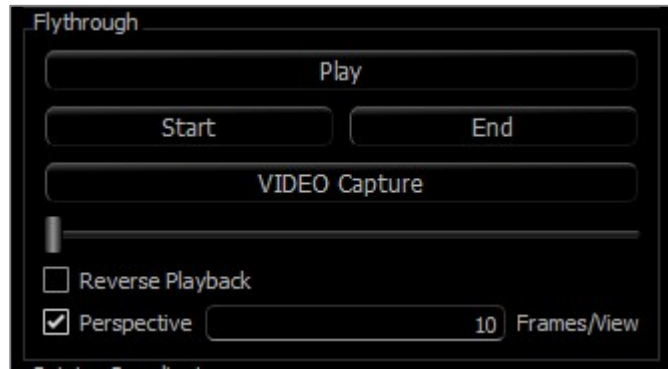 Flythrough
Play
Start End
VIDEO Capture
Reverse Playback
Perspective 10 Frames/View